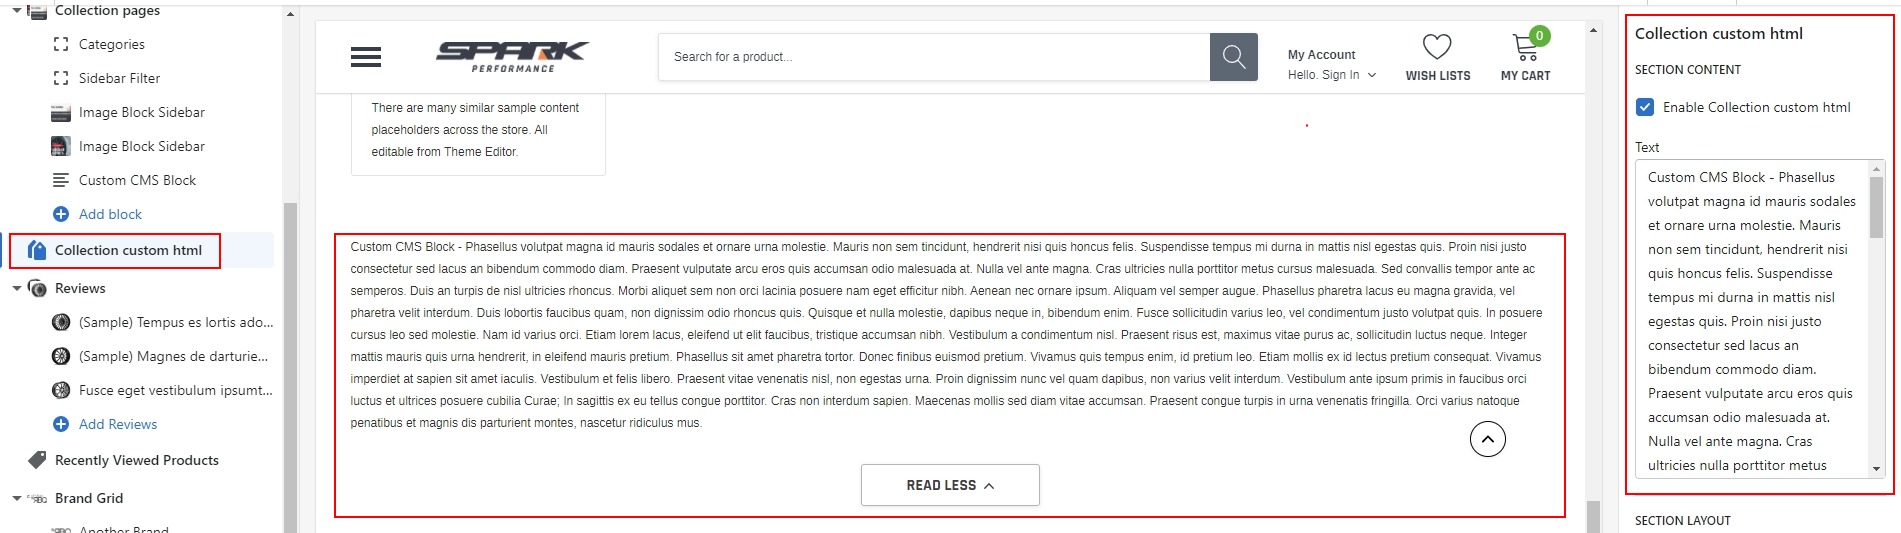 Collection pages
Categories
Sidebar Filter
Image Block Sidebar
Image Block Sidebar
Custom CMS Block
Add block
Collection custom html
Reviews
(Sample) Tempus es lortis ado...
(Sample) Magnes de darturie...
Fusce eget vestibulum ipsumt...
Add Reviews
Recently Viewed Products
Brand Grid
Another Brand
SPARK
PERFORMANCE
Search for a product...
My Account
Hello. Sign In
WISH LISTS
0
MY CART
There are many similar sample content
placeholders across the store. All
editable from Theme Editor.
Custom CMS Block - Phasellus volutpat magna id mauris sodales et ornare urna molestie. Mauris non sem tincidunt, hendrerit nisi quis honcus felis. Suspendisse tempus mi durna in mattis nisl egestas quis. Proin nisi justo
consectetur sed lacus an bibendum commodo diam. Praesent vulputate arcu eros quis accumsan odio malesuada at. Nulla vel ante magna. Cras ultricies nulla porttitor metus cursus malesuada. Sed convallis tempor ante ac
semperos. Duis an turpis de nisl ultricies rhoncus. Morbi aliquet sem non orci lacinia posuere nam eget efficitur nibh. Aenean nec ornare ipsum. Aliquam vel semper augue. Phasellus pharetra lacus eu magna gravida, vel
pharetra velit interdum. Duis lobortis faucibus quam, non dignissim odio rhoncus quis. Quisque et nulla molestie, dapibus neque in, bibendum enim. Fusce sollicitudin varius leo, vel condimentum justo volutpat quis. In posuere
cursus leo sed molestie. Nam id varius orci. Etiam lorem lacus, eleifend ut elit faucibus, tristique accumsan nibh. Vestibulum a condimentum nisl. Praesent risus est, maximus vitae purus ac, sollicitudin luctus neque. Integer
mattis mauris quis urna hendrerit, in eleifend mauris pretium. Phasellus sit amet pharetra tortor. Donec finibus euismod pretium. Vivamus quis tempus enim, id pretium leo. Etiam mollis ex id lectus pretium consequat. Vivamus
imperdiet at sapien sit amet iaculis. Vestibulum et felis libero. Praesent vitae venenatis nisl, non egestas urna. Proin dignissim nunc vel quam dapibus, non varius velit interdum. Vestibulum ante ipsum primis in faucibus orci
luctus et ultrices posuere cubilia Curae; In sagittis ex eu tellus congue porttitor. Cras non interdum sapien. Maecenas mollis sed diam vitae accumsan. Praesent congue turpis in urna venenatis fringilla. Orci varius natoque
penatibus et magnis dis parturient montes, nascetur ridiculus mus.
READ LESS
Collection custom html
SECTION CONTENT
Enable Collection custom html
Text
Custom CMS Block - Phasellus
volutpat magna id mauris sodales
et ornare urna molestie. Mauris
non sem tincidunt, hendrerit nisi
quis honcus felis. Suspendisse
tempus mi durna in mattis nisl
egestas quis. Proin nisi justo
consectetur sed lacus an
bibendum commodo diam.
Praesent vulputate arcu eros quis
accumsan odio malesuada at.
Nulla vel ante magna. Cras
ultricies nulla porttitor metus
SECTION LAYOUT